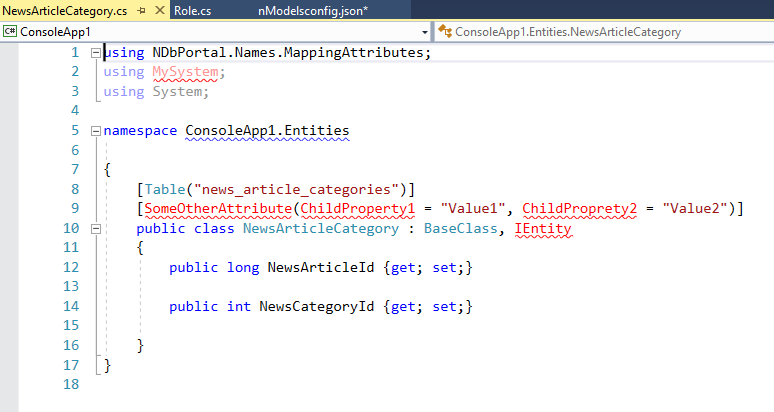 NewsArticleCategory.cs Role.cs nModelsconfig.json*
C# ConsoleApp1 ConsoleApp1.Entities.NewsArticleCategory
1 using NDbPortal.Names.MappingAttributes;
2 using MySystem;
3 using System;
4
5 namespace ConsoleApp1.Entities
6
7 {
8 [Table("news_article_categories")]
9 [SomeOtherAttribute(ChildProperty1 = "Value1", ChildProprety2 = "Value2")]
10 public class NewsArticleCategory : BaseClass, IEntity
11 {
12 public long NewsArticleId {get; set;}
13
14 public int NewsCategoryId {get; set;}
15
16 }
17 }
18